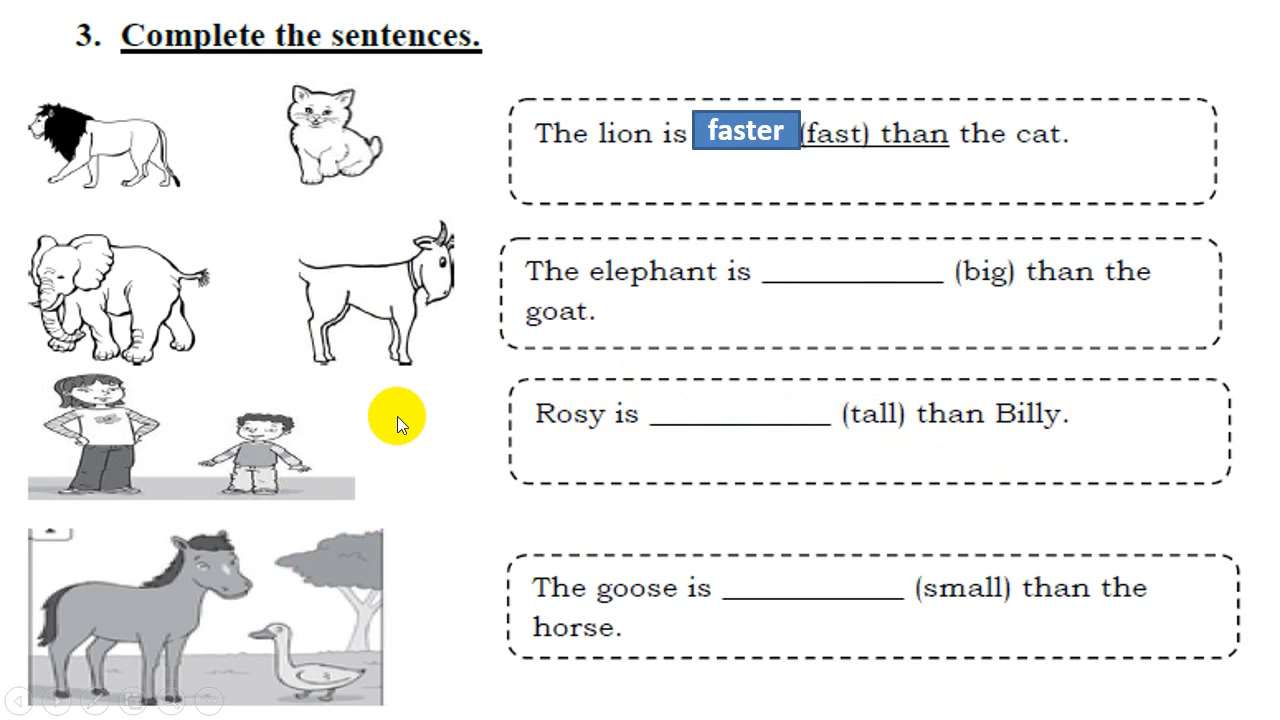 3. Complete the sentences.
The lion is faster (fast) than the cat.
The elephant is ____________ (big) than the
goat.
Rosy is ____________ (tall) than Billy.
The goose is ____________ (small) than the
horse.